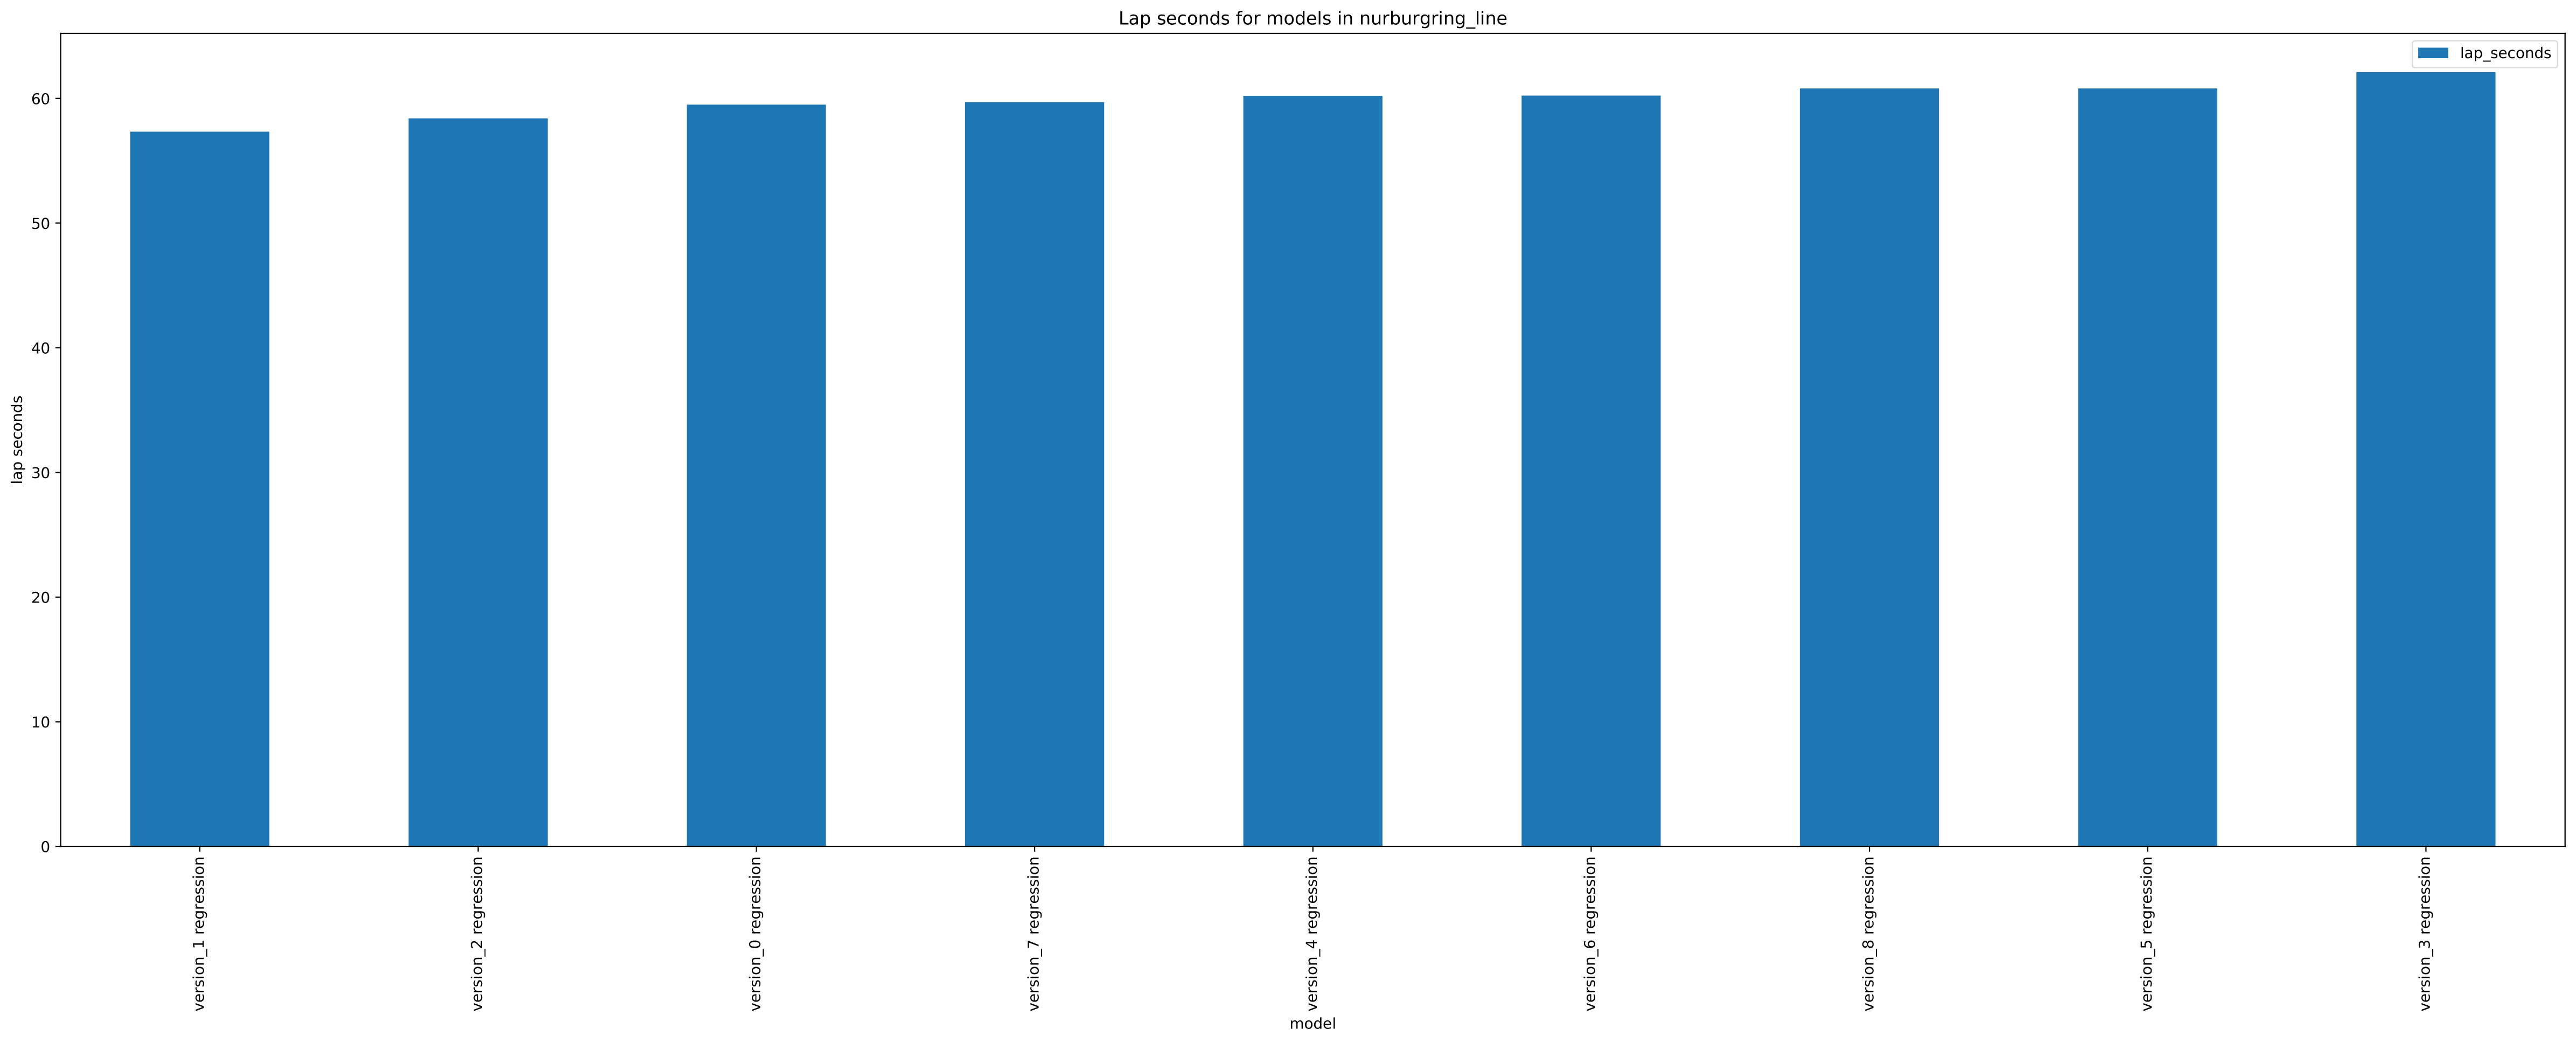 Lap seconds for models in nurburgring_line
lap_seconds
60
50
40
30
20
10
0
lap seconds
version_1 regression
version_2 regression
version_0 regression
version_7 regression
version_4 regression
version_6 regression
version_8 regression
version_5 regression
version_3 regression
model